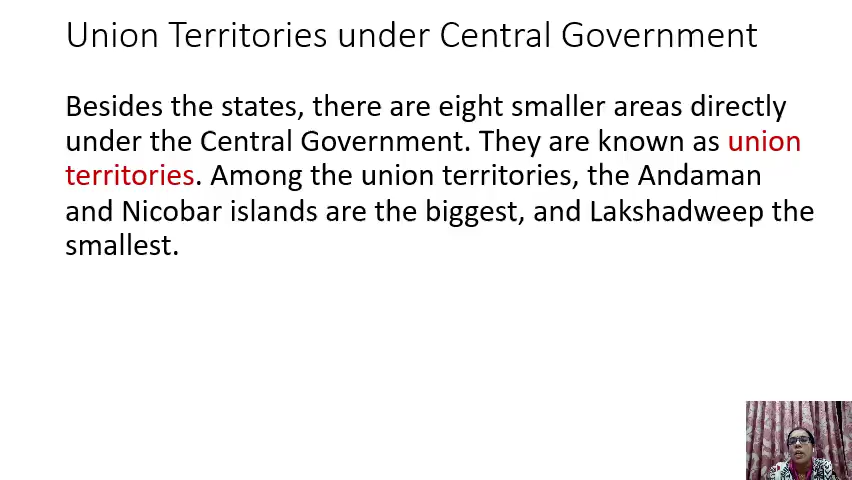 Union Territories under Central Government
Besides the states, there are eight smaller areas directly
under the Central Government. They are known as union
territories. Among the union territories, the Andaman
and Nicobar islands are the biggest, and Lakshadweep the
smallest.